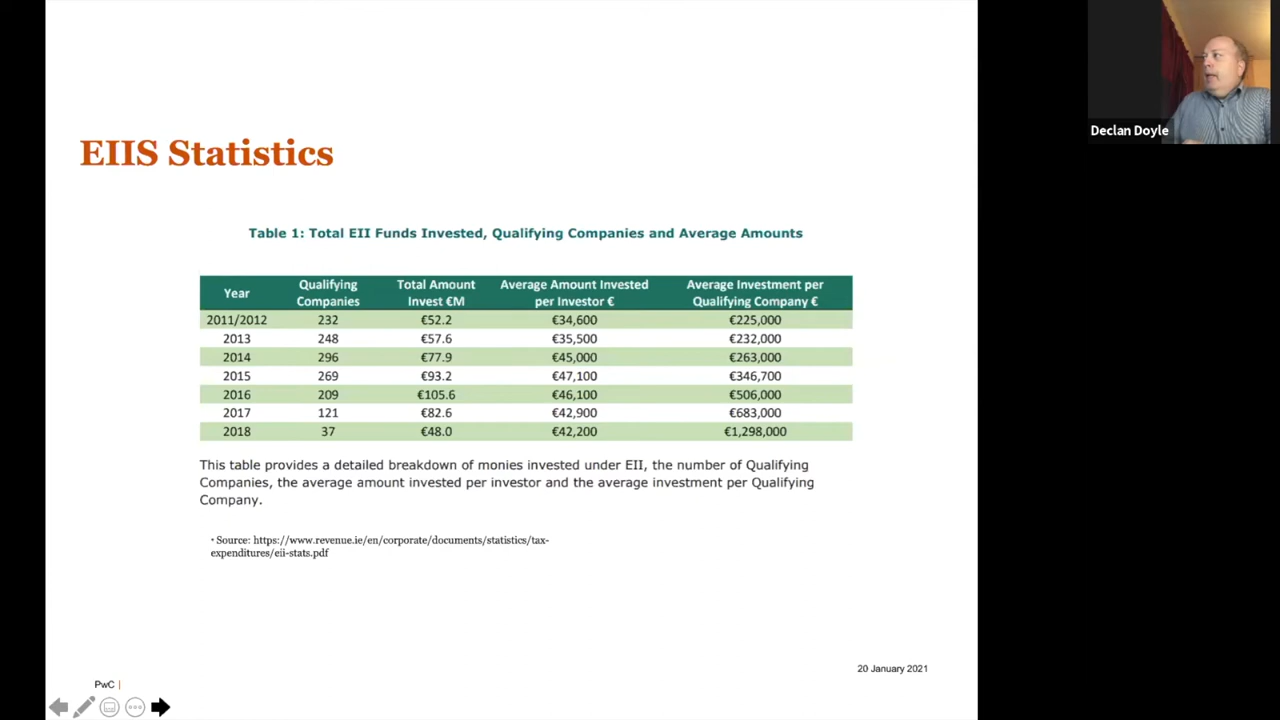 Declan Doyle
EIIS Statistics
Table 1: Total EII Funds Invested, Qualifying Companies and Average Amounts
Year Qualifying Companies Total Amount Invest €M Average Amount Invested per Investor € Average Investment per Qualifying Company €
2011/2012 232 €52.2 €34,600 €225,000
2013 248 €57.6 €35,500 €232,000
2014 296 €77.9 €45,000 €263,000
2015 269 €93.2 €47,100 €346,700
2016 209 €105.6 €46,100 €506,000
2017 121 €82.6 €42,900 €683,000
2018 37 €48.0 €42,200 €1,298,000
This table provides a detailed breakdown of monies invested under EII, the number of Qualifying
Companies, the average amount invested per investor and the average investment per Qualifying
Company.
• Source: https://www.revenue.ie/en/corporate/documents/statistics/tax-
expenditures/eii-stats.pdf
20 January 2021
PwC |